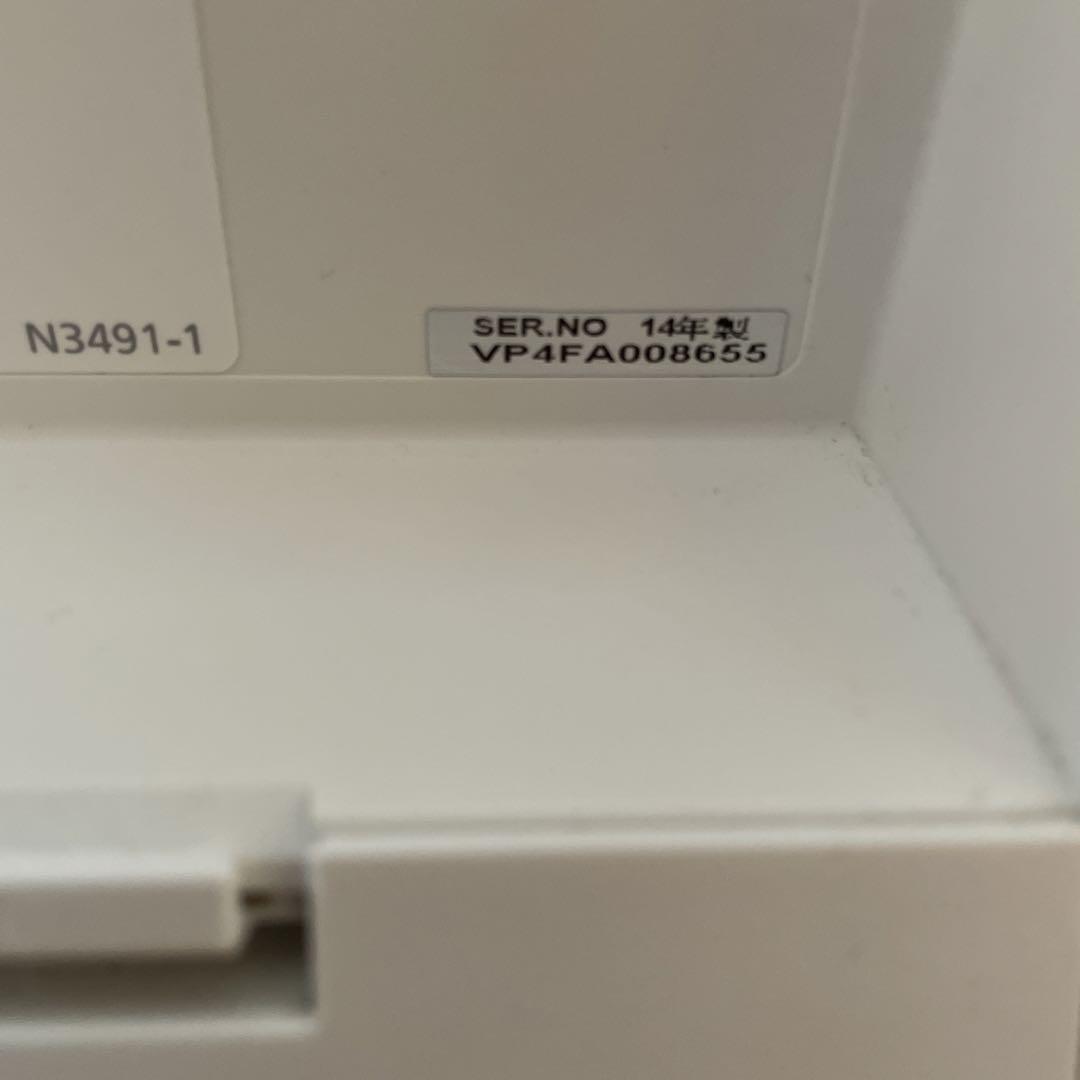 N3491-1
SER.NO 14年製
VP4FA008655